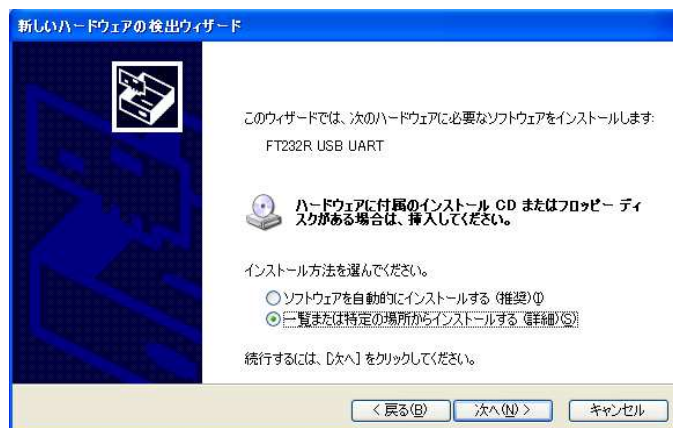 新しいハードウェアの検出ウィザード
このウィザードでは、次のハードウェアに必要なソフトウェアをインストールします:
FT232R USB UART
ハードウェアに付属のインストール CD またはフロッピー ディ
スクがある場合は、挿入してください。
インストール方法を選んでください。
ソフトウェアを自動的にインストールする (推奨)(I)
一覧または特定の場所からインストールする (詳細)(S)
続行するには、[次へ] をクリックしてください。
< 戻る(B)
次へ(N) >
キャンセル